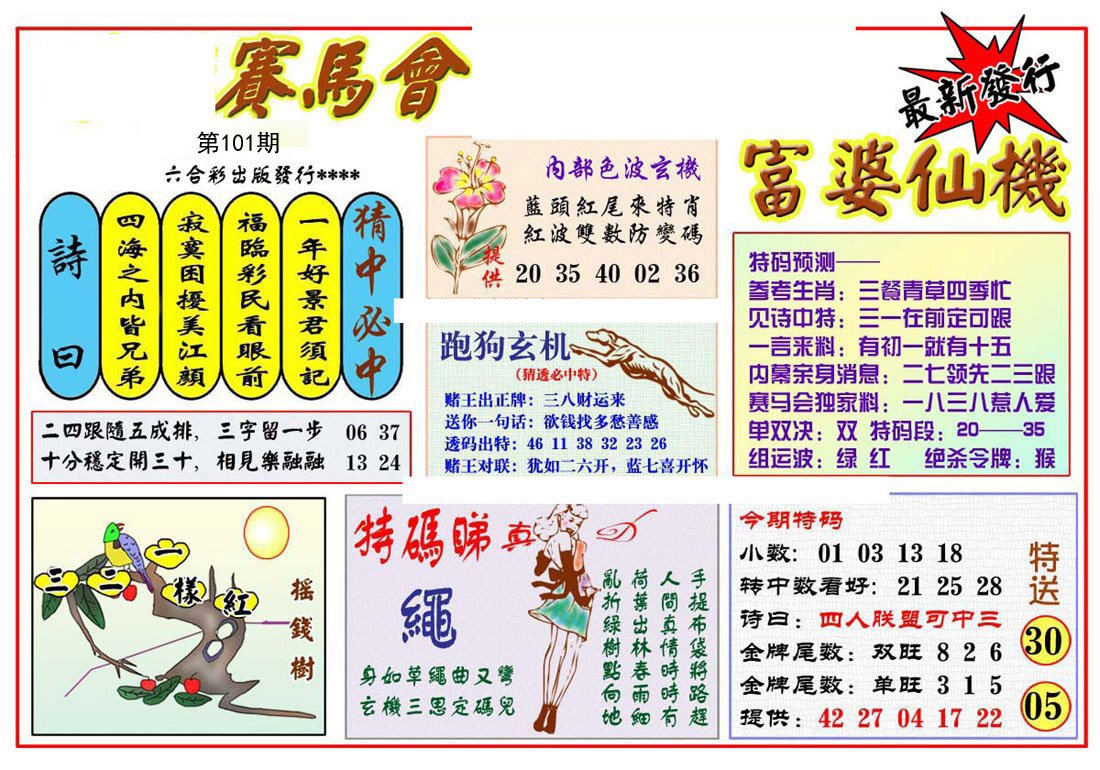 賽馬會
第101期
六合彩出版發行****
最新發行
富婆仙機
猜中必中
一年好景君須記
福臨彩民看眼前
寂寞困擾美江顏
四海之内皆兄弟
詩曰
二四跟隨五成排，三字留一步 06 37
十分穩定開三十，相見樂融融 13 24
内部色波玄機
藍頭紅尾來特肖
紅波雙數防變碼
提供 20 35 40 02 36
跑狗玄机
（猜透必中特）
赌王出正牌：三八财运来
送你一句话：欲钱找多愁善感
透码出特：46 11 38 32 23 26
赌王对联：犹如二六开，蓝七喜开怀
特码预测——
参考生肖：三餐青草四季忙
见诗中特：三一在前定可跟
一言来料：有初一就有十五
内幕亲身消息：二七领先二三跟
赛马会独家料：一八三八惹人爱
单双决：双 特码段：20——35
组运波：绿 红 绝杀令牌：猴
三二一樣紅
搖錢樹
特碼睇真D
繩
身如草繩曲又彎
玄機三思定碼兒
手提布袋將路趕
人間真情時時有
荷葉出林春雨細
亂折綠樹點向地
今期特码
小数：01 03 13 18
转中数看好：21 25 28
诗曰：四人联盟可中三
金牌尾数：双旺 8 2 6
金牌尾数：单旺 3 1 5
提供：42 27 04 17 22
特送
30
05